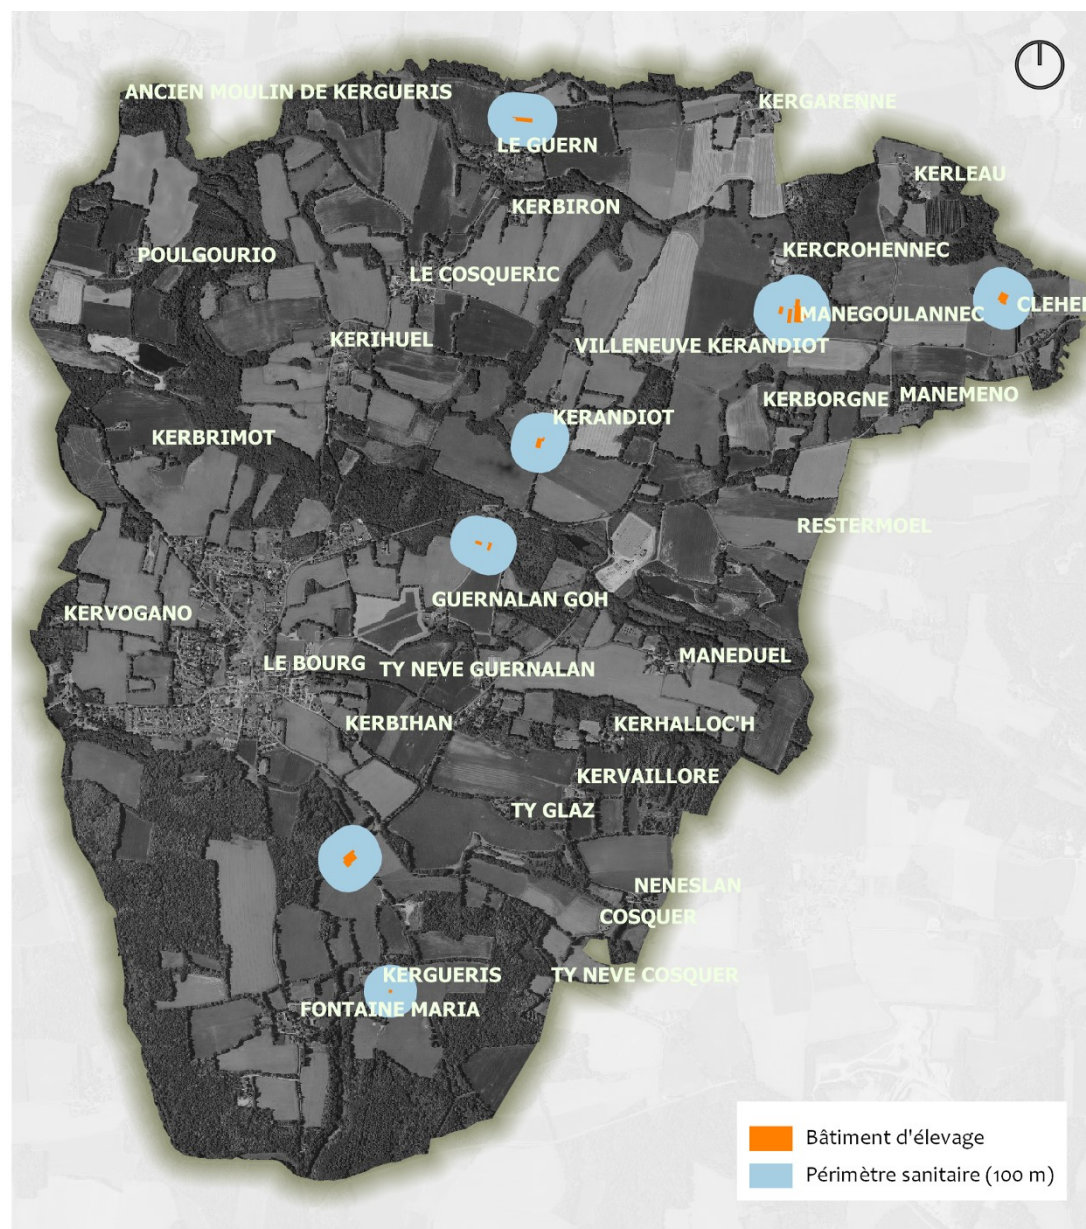 ANCIEN MOULIN DE KERGUERIS
KERGARENNE
LE GUERN
KERLEAU
KERBIRON
POULGOURIO
KERCROHENNEC
LE COSQUERIC
CLEHE
MANEGOULANNEC
KERIHUEL
VILLENEUVE KERANDIOT
KERBORGNE
MANEMENO
KERANDIOT
KERBRIMOT
RESTERMOEL
GUERNALAN GOH
KERVOGANO
LE BOURG
TY NEVE GUERNALAN
MANEDUEL
KERBIHAN
KERHALLOC'H
KERVAILLORE
TY GLAZ
NENESLAN
COSQUER
KERGUERIS
TY NEVE COSQUER
FONTAINE MARIA
Bâtiment d'élevage
Périmètre sanitaire (100 m)